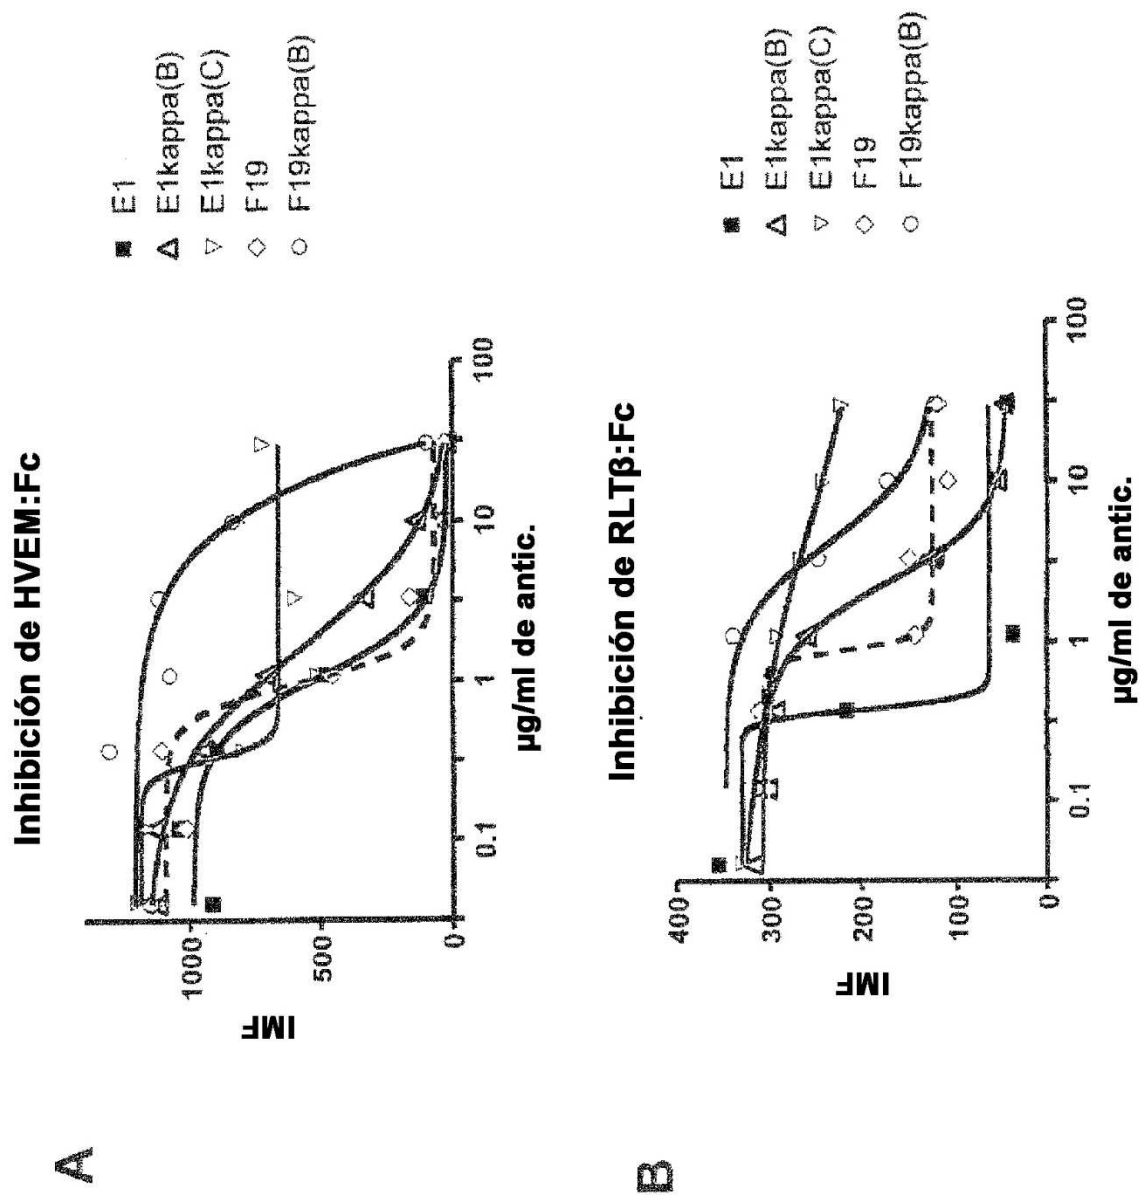 A
Inhibición de HVEM:Fc
IMF
1000
500
0
0.1
1
10
100
µg/ml de antic.
E1
E1kappa(B)
E1kappa(C)
F19
F19kappa(B)
B
Inhibición de RLTβ:Fc
IMF
400
300
200
100
0
0.1
1
10
100
µg/ml de antic.
E1
E1kappa(B)
E1kappa(C)
F19
F19kappa(B)